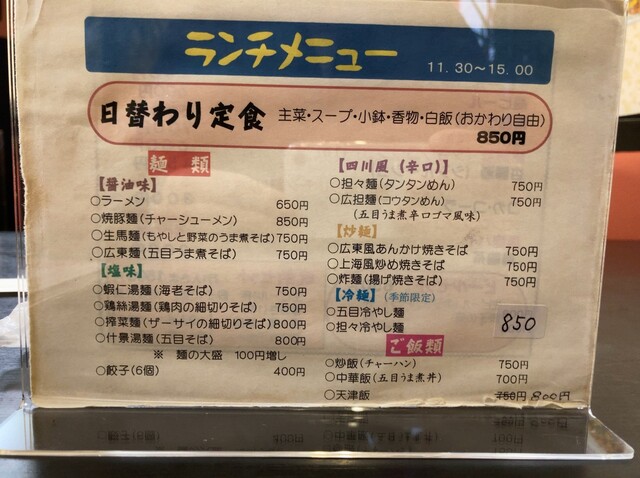 ランチメニュー
11.30～15.00
日替わり定食 主菜・スープ・小鉢・香物・白飯(おかわり自由)
850円
麺類
【醤油味】
○ラーメン 650円
○焼豚麺(チャーシューメン) 850円
○生馬麺(もやしと野菜のうま煮そば) 750円
○広東麺(五目うま煮そば) 750円
【塩味】
○蝦仁湯麺(海老そば) 750円
○鶏絲湯麺(鶏肉の細切りそば) 750円
○搾菜麺(ザーサイの細切りそば) 800円
○什景湯麺(五目そば) 800円
※ 麺の大盛 100円増し
○餃子(6個) 400円
【四川風(辛口)】
○担々麺(タンタンめん) 750円
○広担麺(コウタンめん) 750円
(五目うま煮辛口ゴマ風味)
【炒麺】
○広東風あんかけ焼きそば 750円
○上海風炒め焼きそば 750円
○炸麺(揚げ焼きそば) 750円
【冷麺】(季節限定)
○五目冷やし麺
○担々冷やし麺
850
ご飯類
○炒飯(チャーハン) 750円
○中華飯(五目うま煮丼) 700円
○天津飯 750円 800円